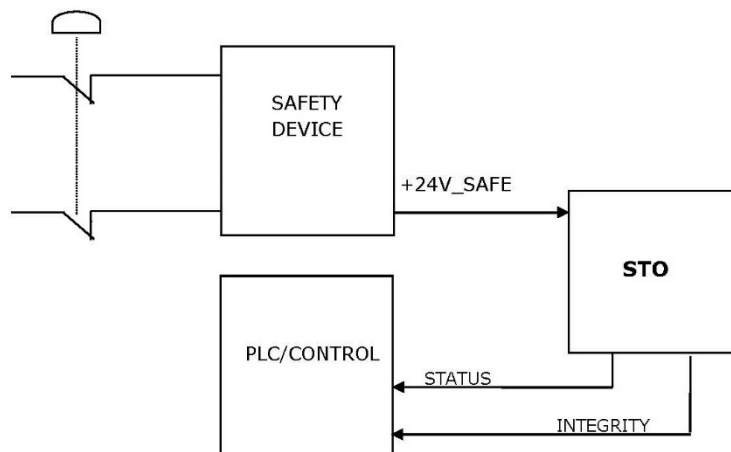 SAFETY
DEVICE
+24V_SAFE
STO
PLC/CONTROL
STATUS
INTEGRITY